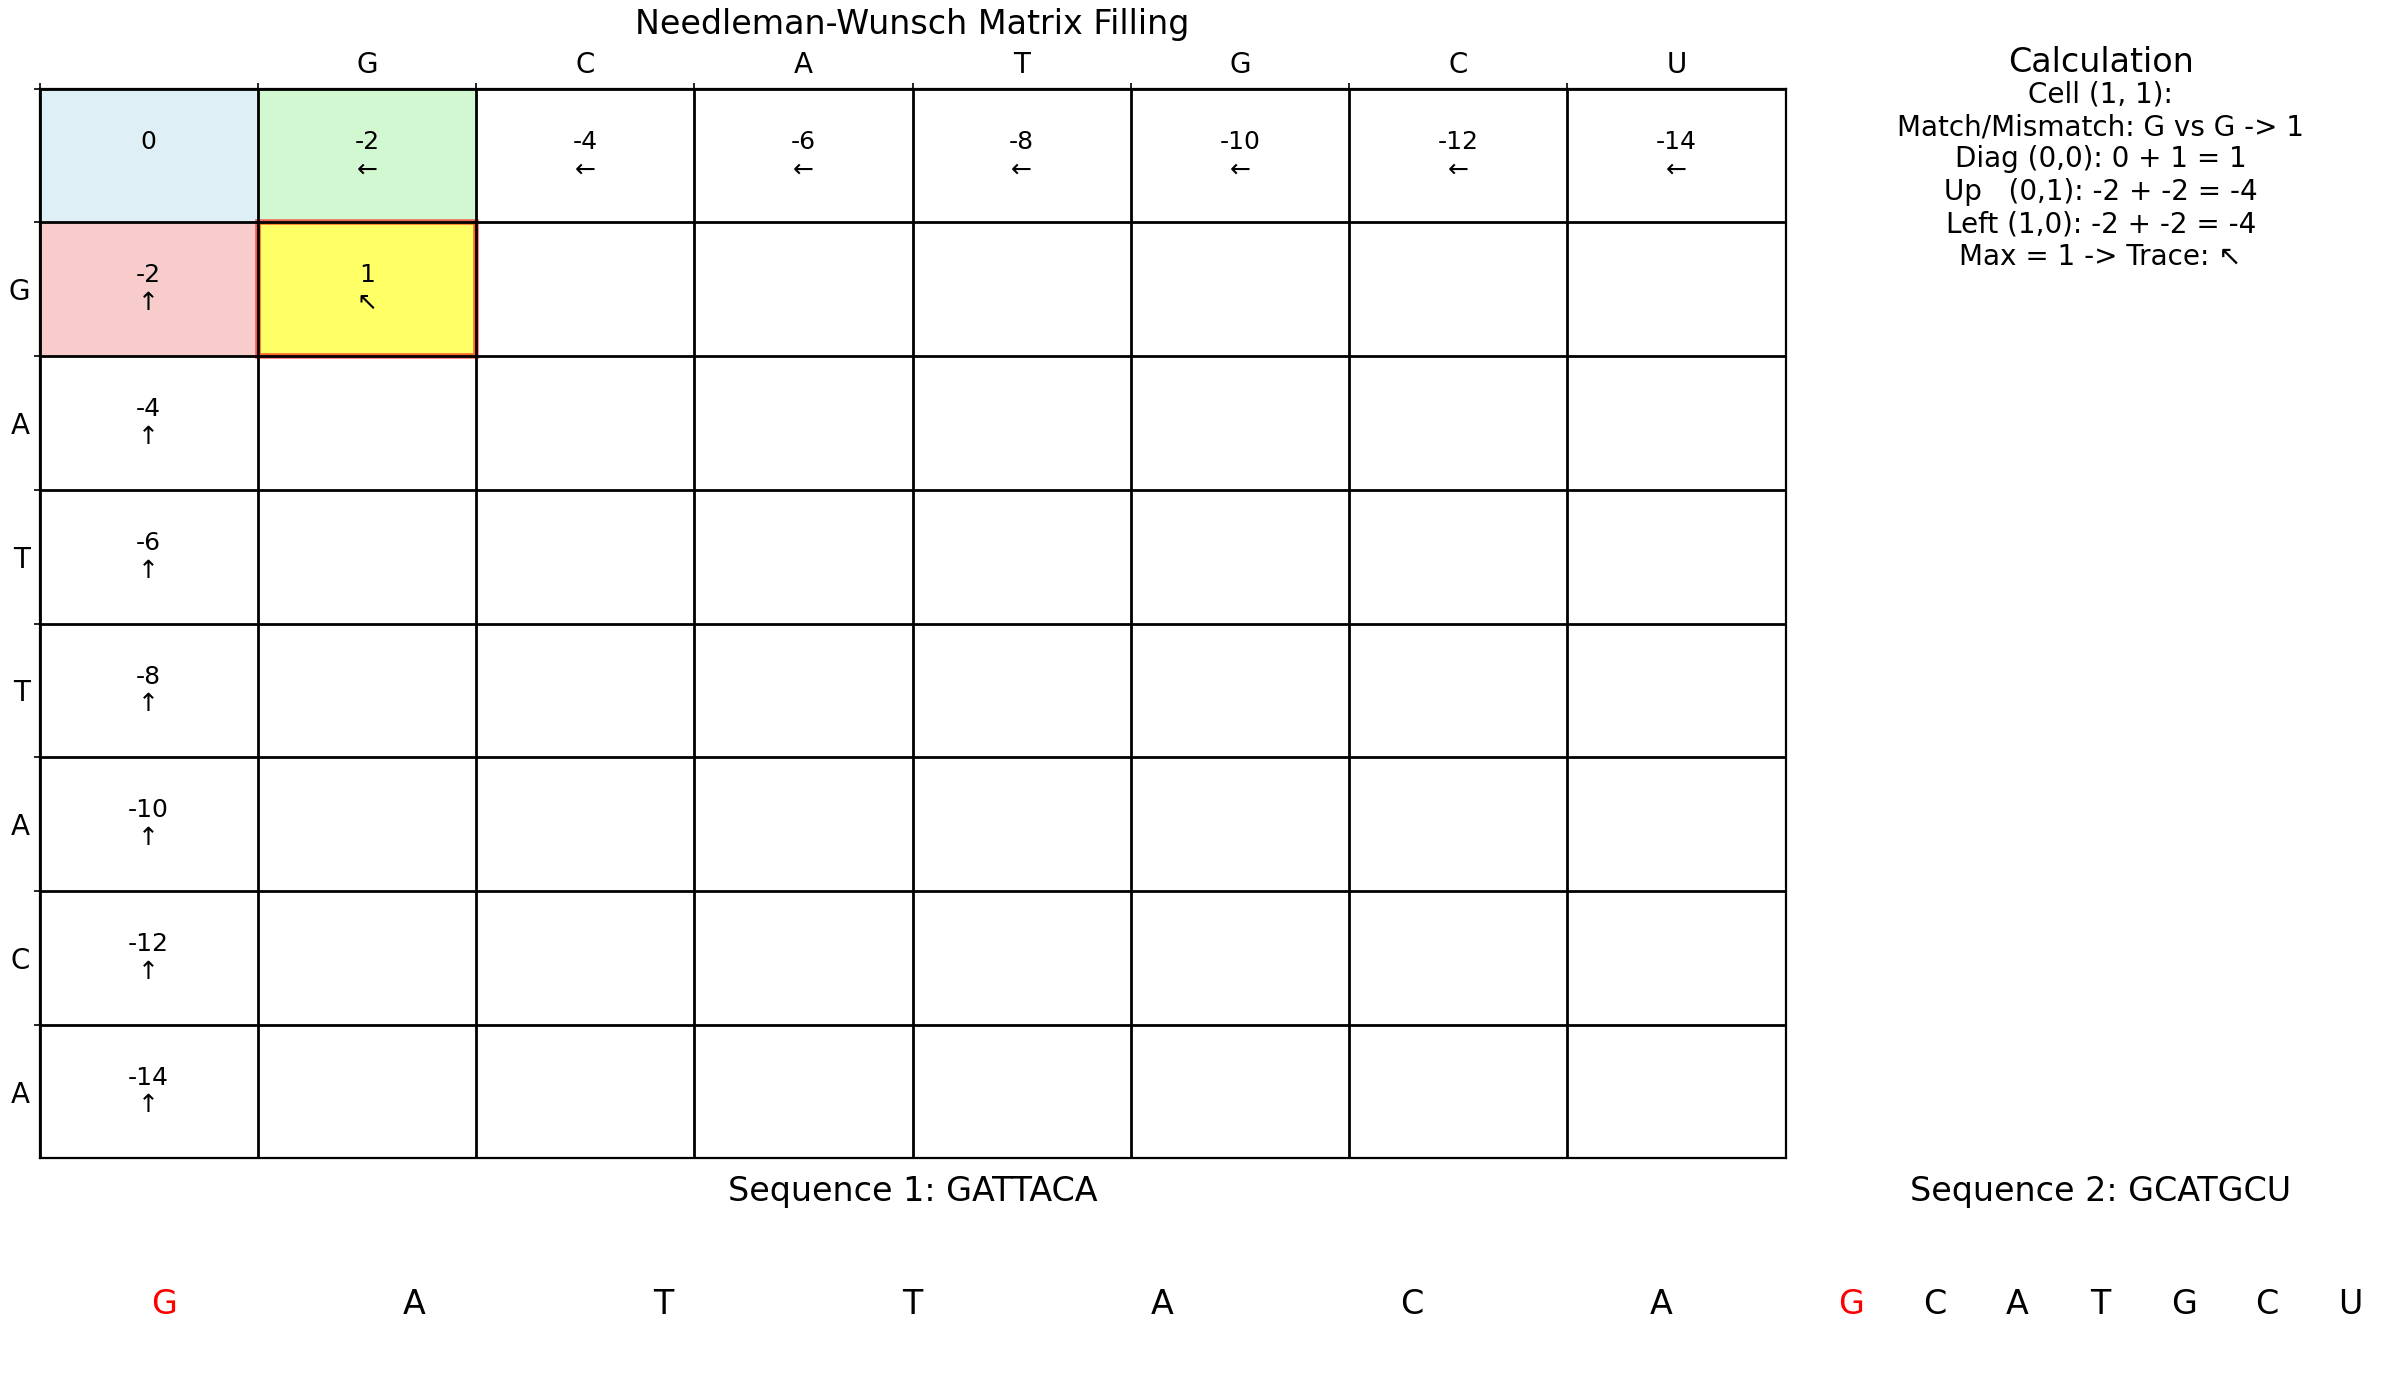 Needleman-Wunsch Matrix Filling
G C A T G C U
0 -2 -4 -6 -8 -10 -12 -14
← ← ← ← ← ← ←
G -2 1
↑ ↖
A -4
↑
T -6
↑
T -8
↑
A -10
↑
C -12
↑
A -14
↑
Calculation
Cell (1, 1):
Match/Mismatch: G vs G -> 1
Diag (0,0): 0 + 1 = 1
Up (0,1): -2 + -2 = -4
Left (1,0): -2 + -2 = -4
Max = 1 -> Trace: ↖
Sequence 1: GATTACA
G A T T A C A
Sequence 2: GCATGCU
G C A T G C U